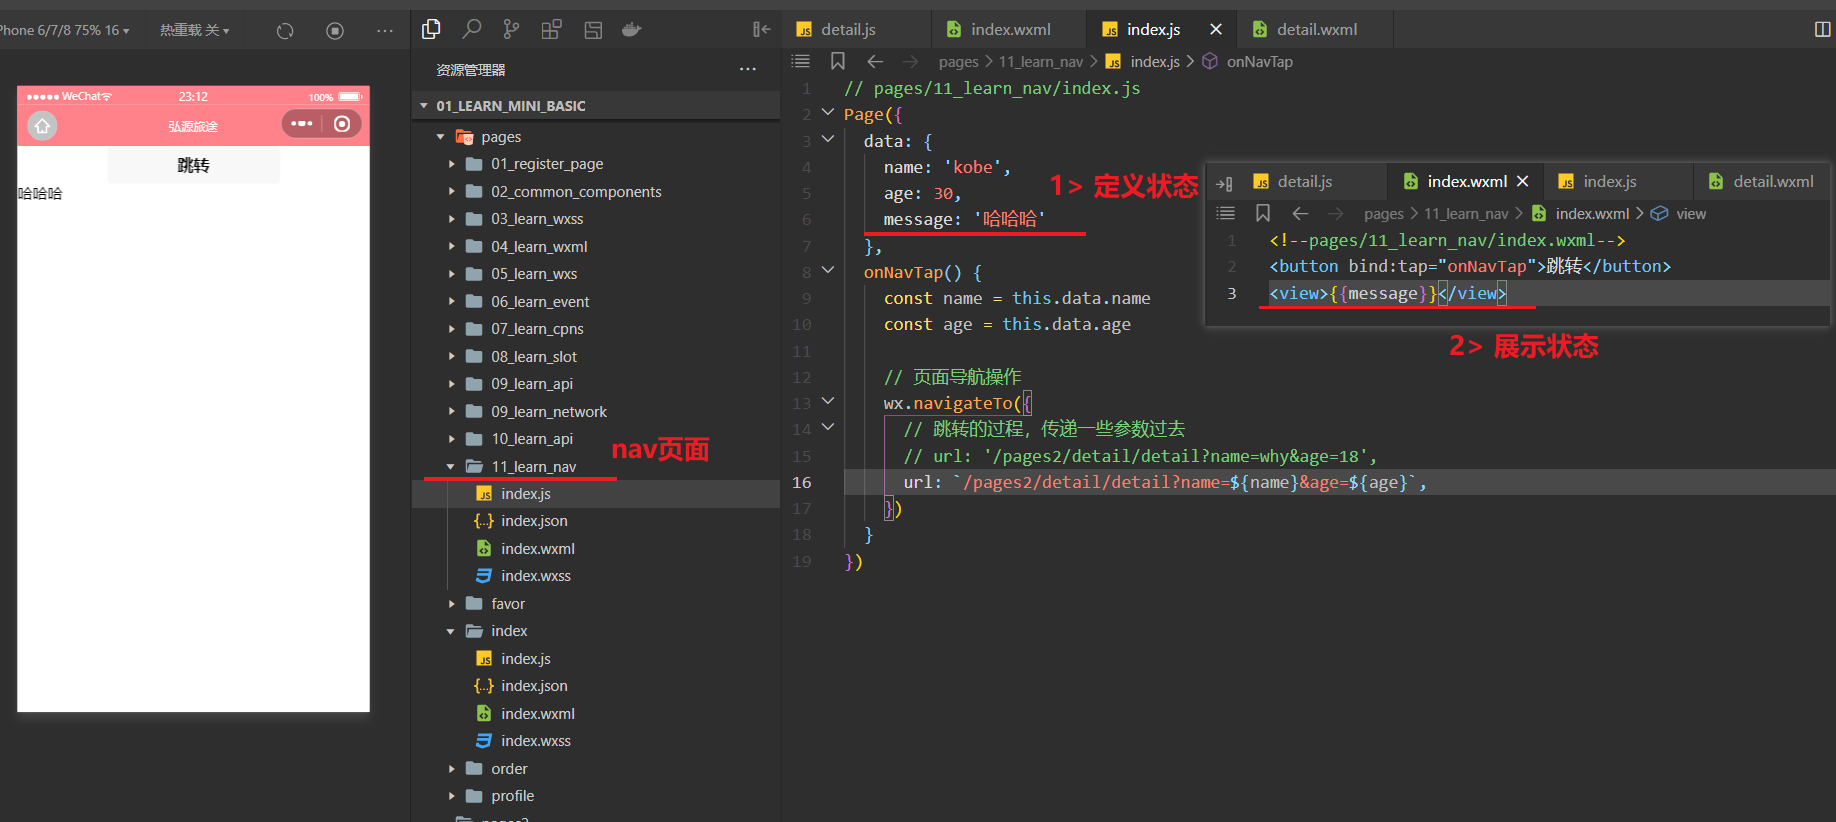 Phone 6/7/8 75% 16
热重载 关
WeChat
23:12
100%
弘源旅途
跳转
哈哈哈
资源管理器
01_LEARN_MINI_BASIC
pages
01_register_page
02_common_components
03_learn_wxss
04_learn_wxml
05_learn_wxs
06_learn_event
07_learn_cpns
08_learn_slot
09_learn_api
09_learn_network
10_learn_api
11_learn_nav
nav页面
index.js
index.json
index.wxml
index.wxss
favor
index
index.js
index.json
index.wxml
index.wxss
order
profile
pages2
detail.js
index.wxml
index.js
detail.wxml
pages > 11_learn_nav > index.js > onNavTap
1 // pages/11_learn_nav/index.js
2 Page({
3 data: {
4 name: 'kobe',
5 age: 30,
6 message: '哈哈哈'
7 },
8 onNavTap() {
9 const name = this.data.name
10 const age = this.data.age
11
12 // 页面导航操作
13 wx.navigateTo({
14 // 跳转的过程, 传递一些参数过去
15 // url: '/pages2/detail/detail?name=why&age=18',
16 url: `/pages2/detail/detail?name=${name}&age=${age}`,
17 })
18 }
19 })
1> 定义状态
detail.js
index.wxml
index.js
detail.wxml
pages > 11_learn_nav > index.wxml > view
1 <!--pages/11_learn_nav/index.wxml-->
2 <button bind:tap="onNavTap">跳转</button>
3 <view>{{message}}</view>
2> 展示状态